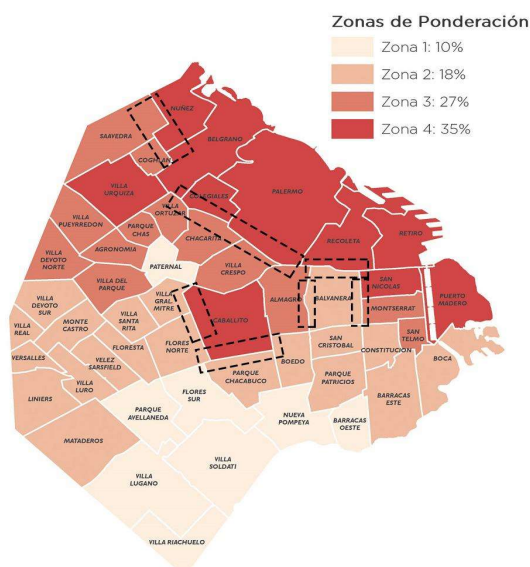 Zonas de Ponderación
Zona 1: 10%
Zona 2: 18%
Zona 3: 27%
Zona 4: 35%
NUÑEZ
SAAVEDRA
BELGRANO
COGHLAN
VILLA
URQUIZA
COLEGIALES
PALERMO
VILLA
ORTUZAR
VILLA
PUEYRREDON
PARQUE
CHAS
CHACARITA
RECOLETA
RETIRO
AGRONOMIA
VILLA
DEVOTO
NORTE
PATERNAL
VILLA
CRESPO
VILLA DEL
PARQUE
SAN
NICOLAS
PUERTO
MADERO
VILLA
DEVOTO
SUR
VILLA
GRAL.
MITRE
ALMAGRO
BALVANERA
MONTSERRAT
VILLA
SANTA
RITA
CABALLITO
VILLA
REAL
MONTE
CASTRO
SAN
TELMO
FLORESTA
FLORES
NORTE
SAN
CRISTOBAL
CONSTITUCIÓN
VERSALLES
VELEZ
SARSFIELD
BOEDO
BOCA
PARQUE
CHACABUCO
PARQUE
PATRICIOS
VILLA
LURO
LINIERS
FLORES
SUR
BARRACAS
ESTE
PARQUE
AVELLANEDA
NUEVA
POMPEYA
BARRACAS
OESTE
MATADEROS
VILLA
SOLDATI
VILLA
LUGANO
VILLA RIACHUELO